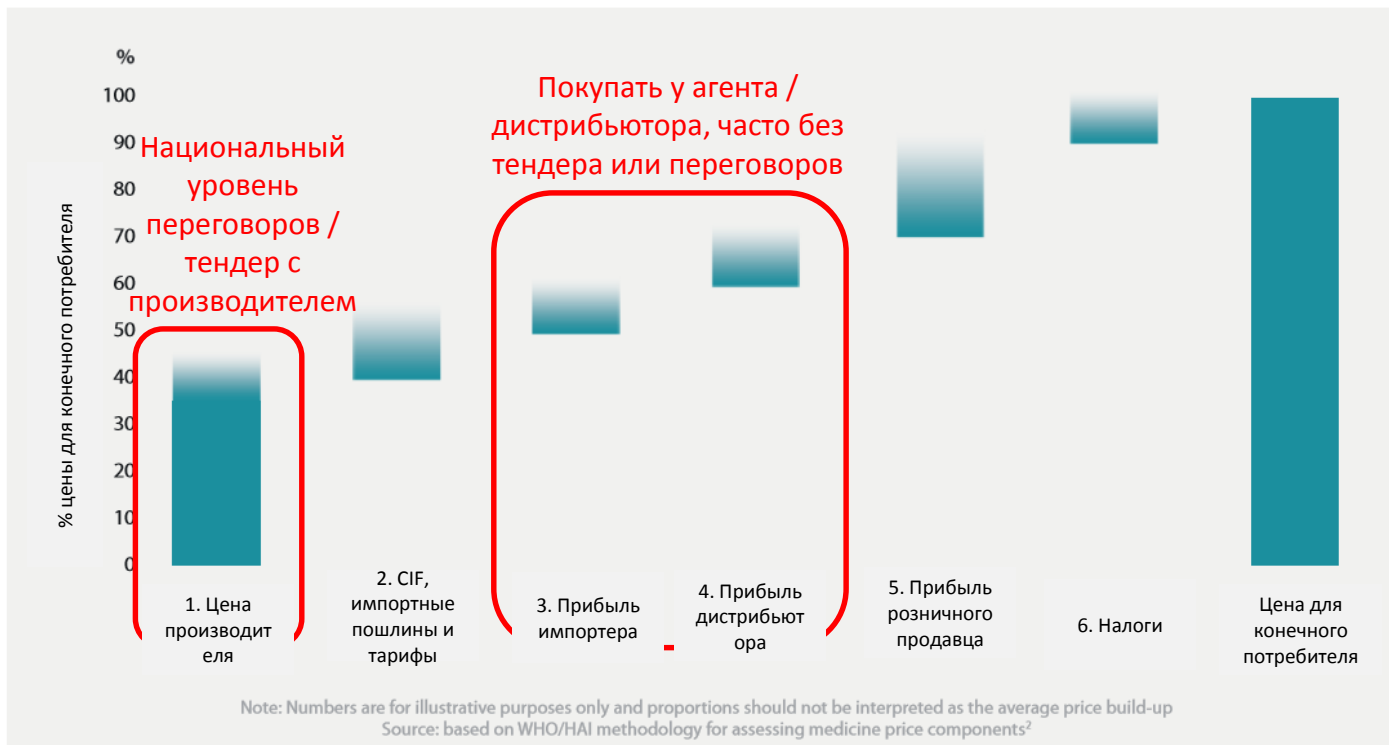 %
100
90
80
70
60
50
40
30
20
10
0
% цены для конечного потребителя
Национальный
уровень
переговоров /
тендер с
производителем
Покупать у агента /
дистрибьютора, часто без
тендера или переговоров
1. Цена
производит
еля
2. CIF,
импортные
пошлины и
тарифы
3. Прибыль
импортера
4. Прибыль
дистрибьют
ора
5. Прибыль
розничного
продавца
6. Налоги
Цена для
конечного
потребителя
Note: Numbers are for illustrative purposes only and proportions should not be interpreted as the average price build-up
Source: based on WHO/HAI methodology for assessing medicine price components²